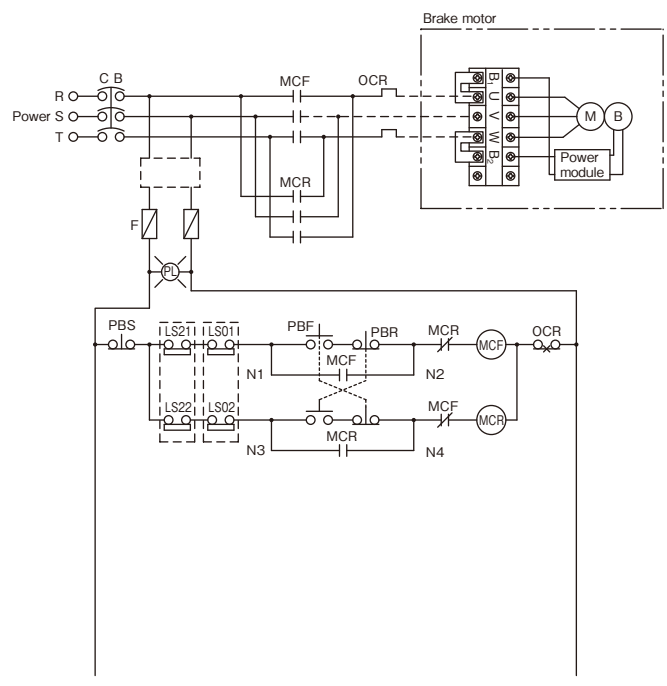 Brake motor
C B
MCF
OCR
R
Power S
T
B1
U
V
W
B2
M
B
Power
module
MCR
F
PL
PBS
LS21
LS01
PBF
PBR
MCR
MCF
OCR
MCF
N1
N2
LS22
LS02
MCF
MCR
MCR
N3
N4